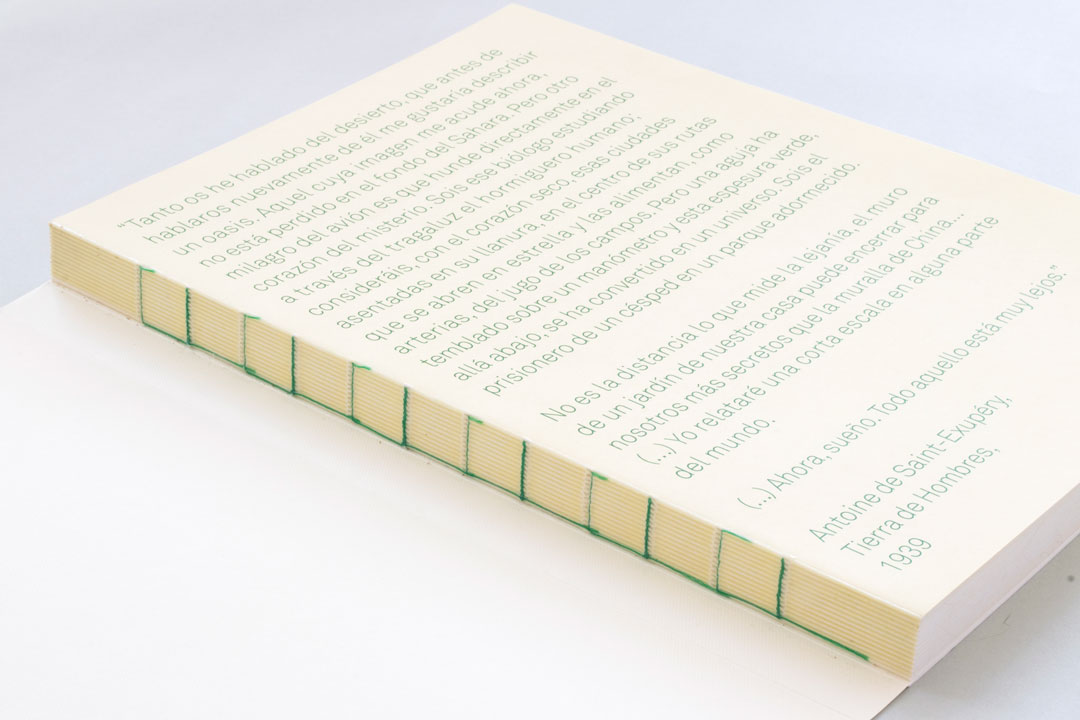 “Tanto os he hablado del desierto, que antes de
hablaros nuevamente de él me gustaría describir
un oasis. Aquel cuya imagen me acude ahora,
no está perdido en el fondo del Sahara. Pero otro
milagro del avión es que hunde directamente en el
corazón del misterio. Sois ese biólogo estudiando
a través del tragaluz el hormiguero humano;
consideráis, con el corazón seco, esas ciudades
asentadas en su llanura, en el centro de sus rutas
que se abren en estrella y las alimentan, como
arterias, del jugo de los campos. Pero una aguja ha
temblado sobre un manómetro y esta espesura verde,
allá abajo, se ha convertido en un universo. Sois el
prisionero de un césped en un parque adormecido.
No es la distancia lo que mide la lejanía, el muro
de un jardín de nuestra casa puede encerrar para
nosotros más secretos que la muralla de China...
(...) Yo relataré una corta escala en alguna parte
del mundo.
(...) Ahora, sueño. Todo aquello está muy lejos.”
Antoine de Saint-Exupéry,
Tierra de Hombres,
1939